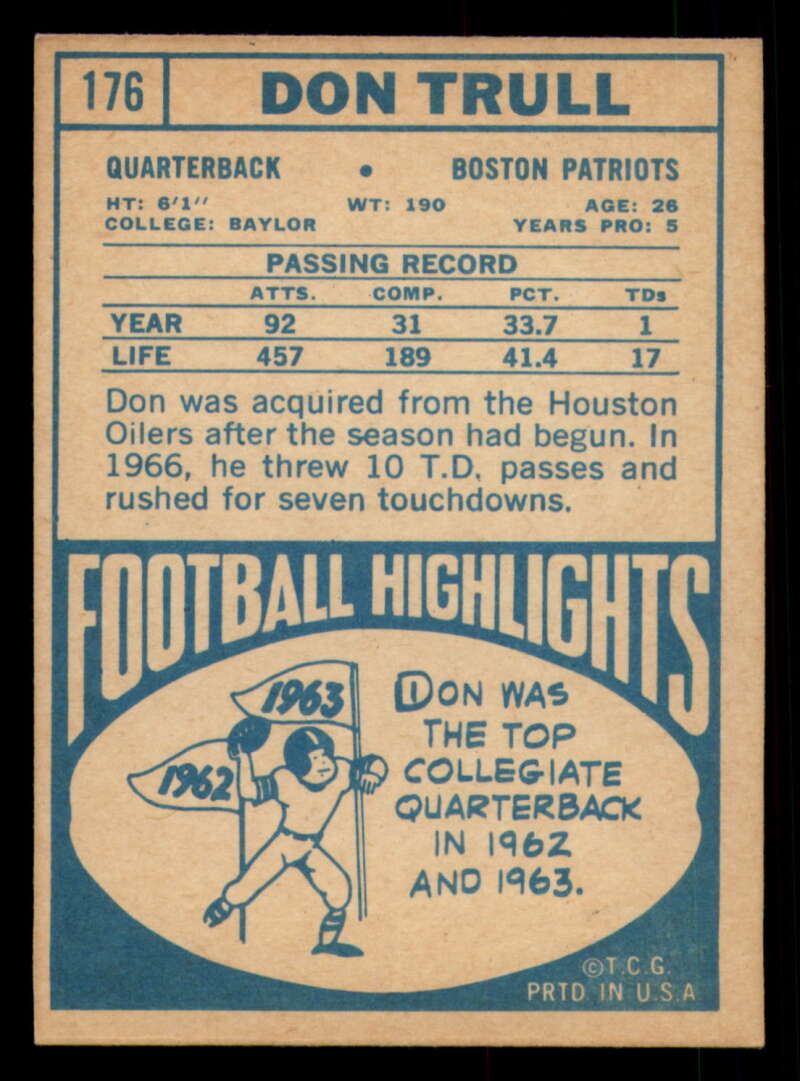 176 DON TRULL
QUARTERBACK • BOSTON PATRIOTS
HT: 6'1" WT: 190 AGE: 26
COLLEGE: BAYLOR YEARS PRO: 5
PASSING RECORD
ATTS. COMP. PCT. TDs
YEAR 92 31 33.7 1
LIFE 457 189 41.4 17
Don was acquired from the Houston
Oilers after the season had begun. In
1966, he threw 10 T.D. passes and
rushed for seven touchdowns.
FOOTBALL HIGHLIGHTS
1963
1962
DON WAS
THE TOP
COLLEGIATE
QUARTERBACK
IN 1962
AND 1963.
©T.C.G.
PRTD. IN U.S.A